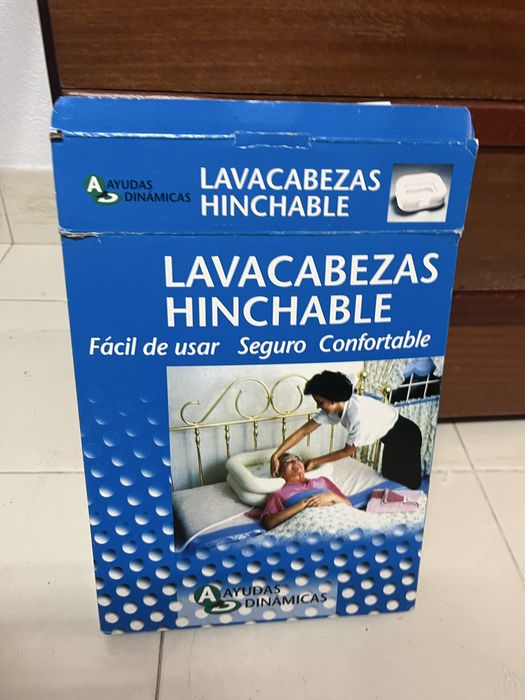 AYUDAS
DINÁMICAS
LAVACABEZAS
HINCHABLE
LAVACABEZAS
HINCHABLE
Fácil de usar Seguro Confortable
AYUDAS
DINÁMICAS